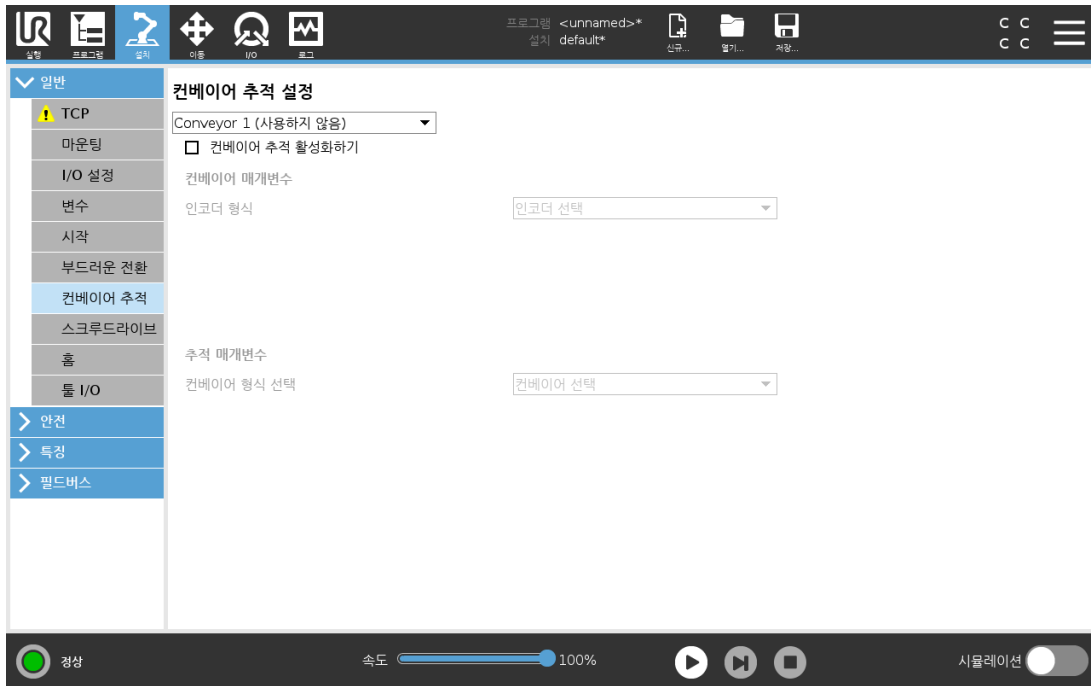 실행 프로그램 설치 이동 I/O 로그
프로그램 <unnamed>*
설치 default*
신규... 열기... 저장...
C C
C C
일반
TCP
마운팅
I/O 설정
변수
시작
부드러운 전환
컨베이어 추적
스크루드라이브
홈
툴 I/O
안전
특징
필드버스
컨베이어 추적 설정
Conveyor 1 (사용하지 않음)
컨베이어 추적 활성화하기
컨베이어 매개변수
인코더 형식 인코더 선택
추적 매개변수
컨베이어 형식 선택 컨베이어 선택
정상 속도 100% 시뮬레이션